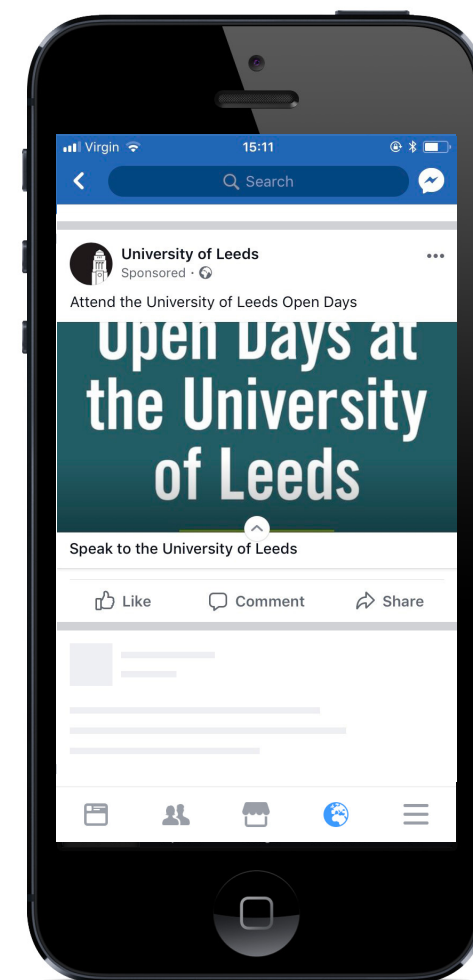 Virgin
15:11
Search
University of Leeds
Sponsored
Attend the University of Leeds Open Days
Open Days at
the University
of Leeds
Speak to the University of Leeds
Like
Comment
Share